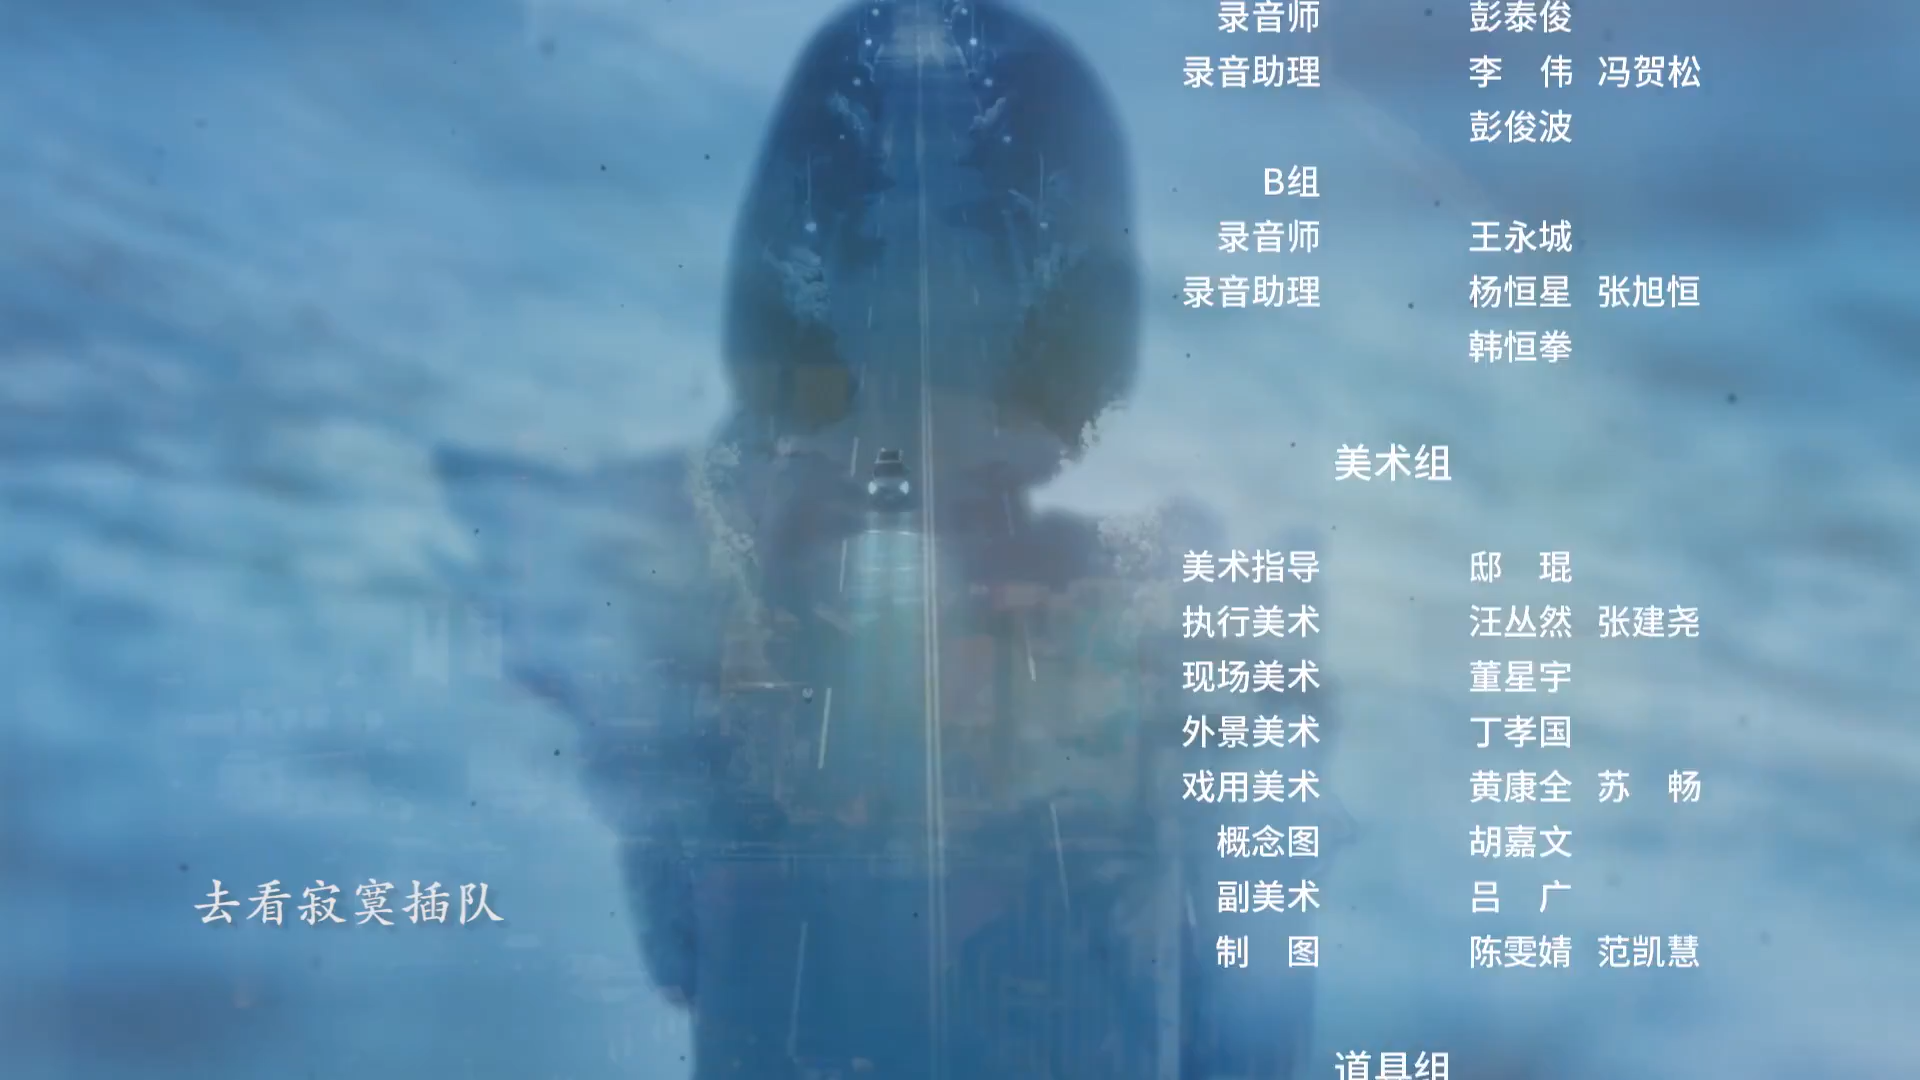 录音师 彭泰俊
录音助理 李 伟 冯贺松
彭俊波
B组
录音师 王永城
录音助理 杨恒星 张旭恒
韩恒拳
美术组
美术指导 邸 琨
执行美术 汪丛然 张建尧
现场美术 董星宇
外景美术 丁孝国
戏用美术 黄康全 苏 畅
概念图 胡嘉文
副美术 吕 广
制 图 陈雯婧 范凯慧
去看寂寞插队
道具组